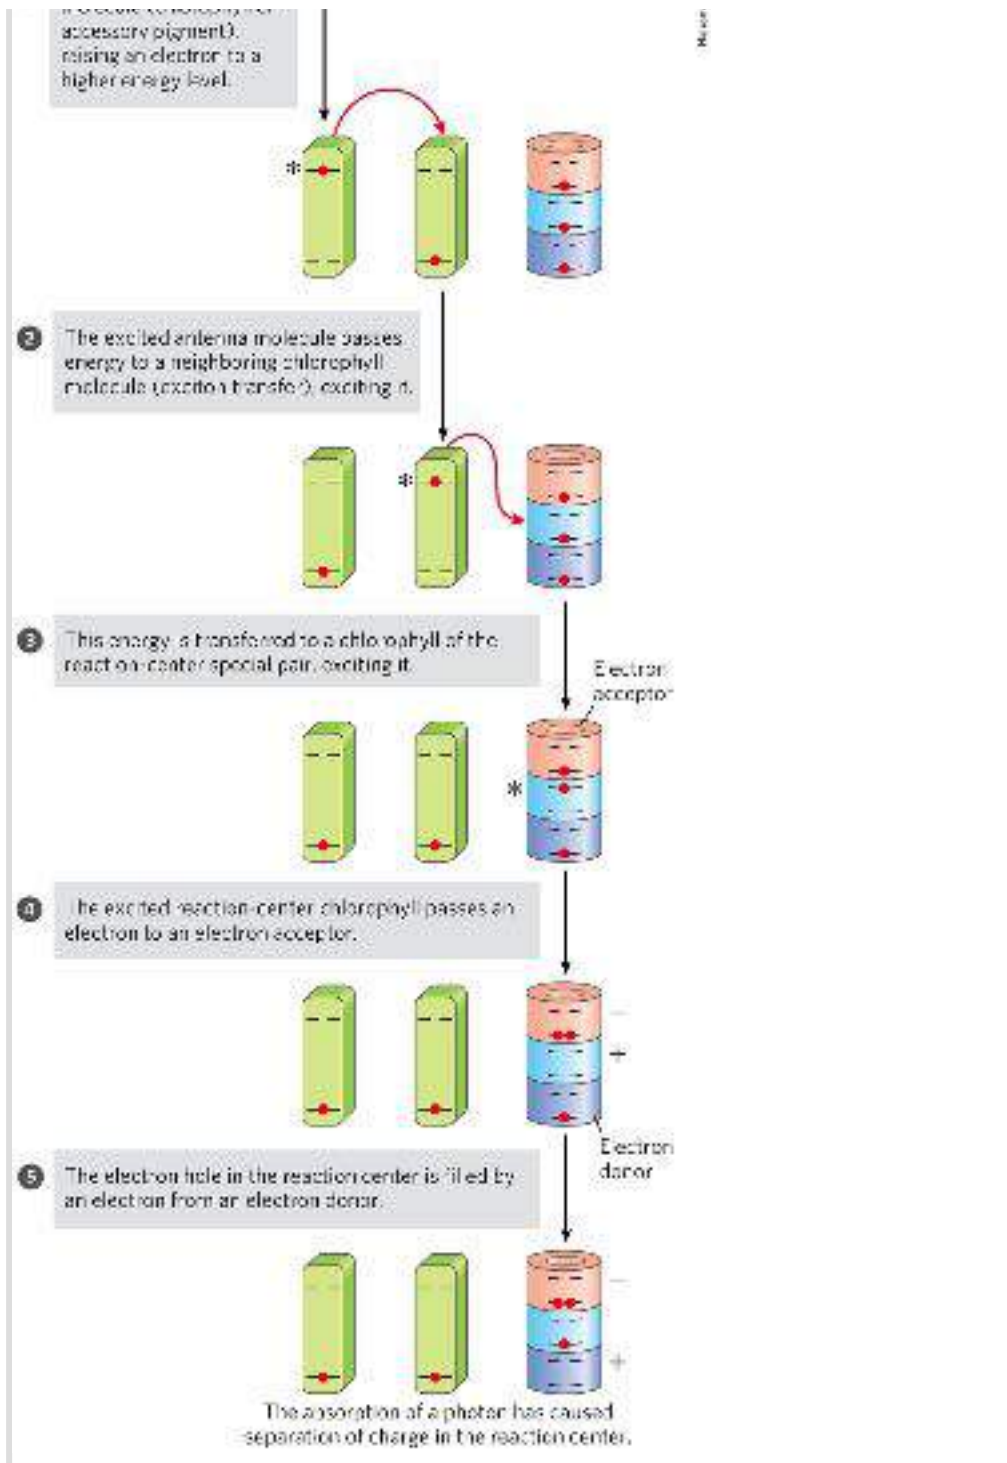 accessory pigment),
raising an electron to a
higher energy level.
*
2
The excited antenna molecule passes
energy to a neighboring chlorophyll
molecule (exciton transfer), exciting it.
*
3
This energy is transferred to a chlorophyll of the
reaction-center special pair, exciting it.
Electron
acceptor
*
4
The excited reaction-center chlorophyll passes an
electron to an electron acceptor.
–
+
Electron
donor
5
The electron hole in the reaction center is filled by
an electron from an electron donor.
–
+
The absorption of a photon has caused
separation of charge in the reaction center.